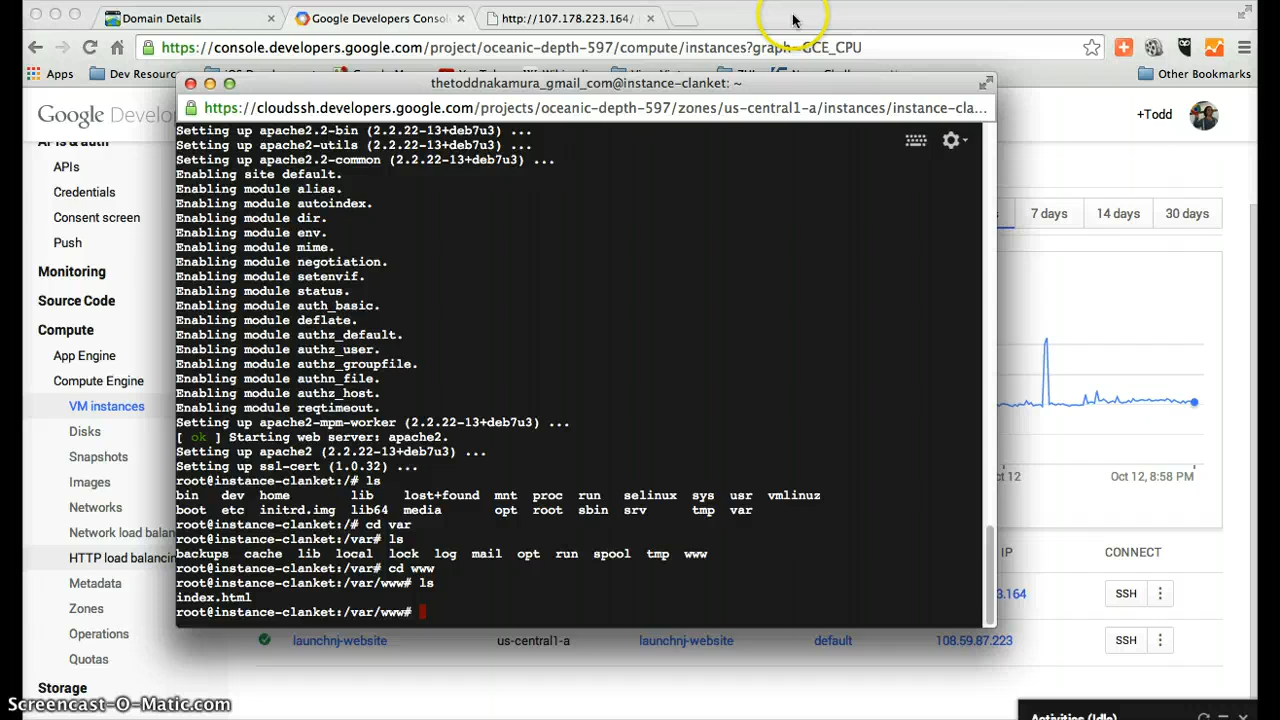 Domain Details
Google Developers Conso
http://107.178.223.164/
https://console.developers.google.com/project/oceanic-depth-597/compute/instances?graph=GCE_CPU
Apps
Dev Resourc
Other Bookmarks
thetoddnakamura_gmail_com@instance-clanket: ~
https://cloudssh.developers.google.com/projects/oceanic-depth-597/zones/us-central1-a/instances/instance-cla...
Google Develo
+Todd
APIs & auth
APIs
Credentials
Consent screen
Push
Monitoring
Source Code
Compute
App Engine
Compute Engine
VM instances
Disks
Snapshots
Images
Networks
Network load balancing
HTTP load balancin
Metadata
Zones
Operations
Quotas
Storage
Setting up apache2.2-bin (2.2.22-13+deb7u3) ...
Setting up apache2-utils (2.2.22-13+deb7u3) ...
Setting up apache2.2-common (2.2.22-13+deb7u3) ...
Enabling site default.
Enabling module alias.
Enabling module autoindex.
Enabling module dir.
Enabling module env.
Enabling module mime.
Enabling module negotiation.
Enabling module setenvif.
Enabling module status.
Enabling module auth_basic.
Enabling module deflate.
Enabling module authz_default.
Enabling module authz_user.
Enabling module authz_groupfile.
Enabling module authn_file.
Enabling module authz_host.
Enabling module reqtimeout.
Setting up apache2-mpm-worker (2.2.22-13+deb7u3) ...
[ ok ] Starting web server: apache2.
Setting up apache2 (2.2.22-13+deb7u3) ...
Setting up ssl-cert (1.0.32) ...
root@instance-clanket:/# ls
bin dev home lib lost+found mnt proc run selinux sys usr vmlinuz
boot etc initrd.img lib64 media opt root sbin srv tmp var
root@instance-clanket:/# cd var
root@instance-clanket:/var# ls
backups cache lib local lock log mail opt run spool tmp www
root@instance-clanket:/var# cd www
root@instance-clanket:/var/www# ls
index.html
root@instance-clanket:/var/www#
s 7 days 14 days 30 days
ct 12 Oct 12, 8:58 PM
IP CONNECT
3.164 SSH
launchnj-website us-central1-a launchnj-website default 108.59.87.223 SSH
Activities (Idle)
Screencast-O-Matic.com